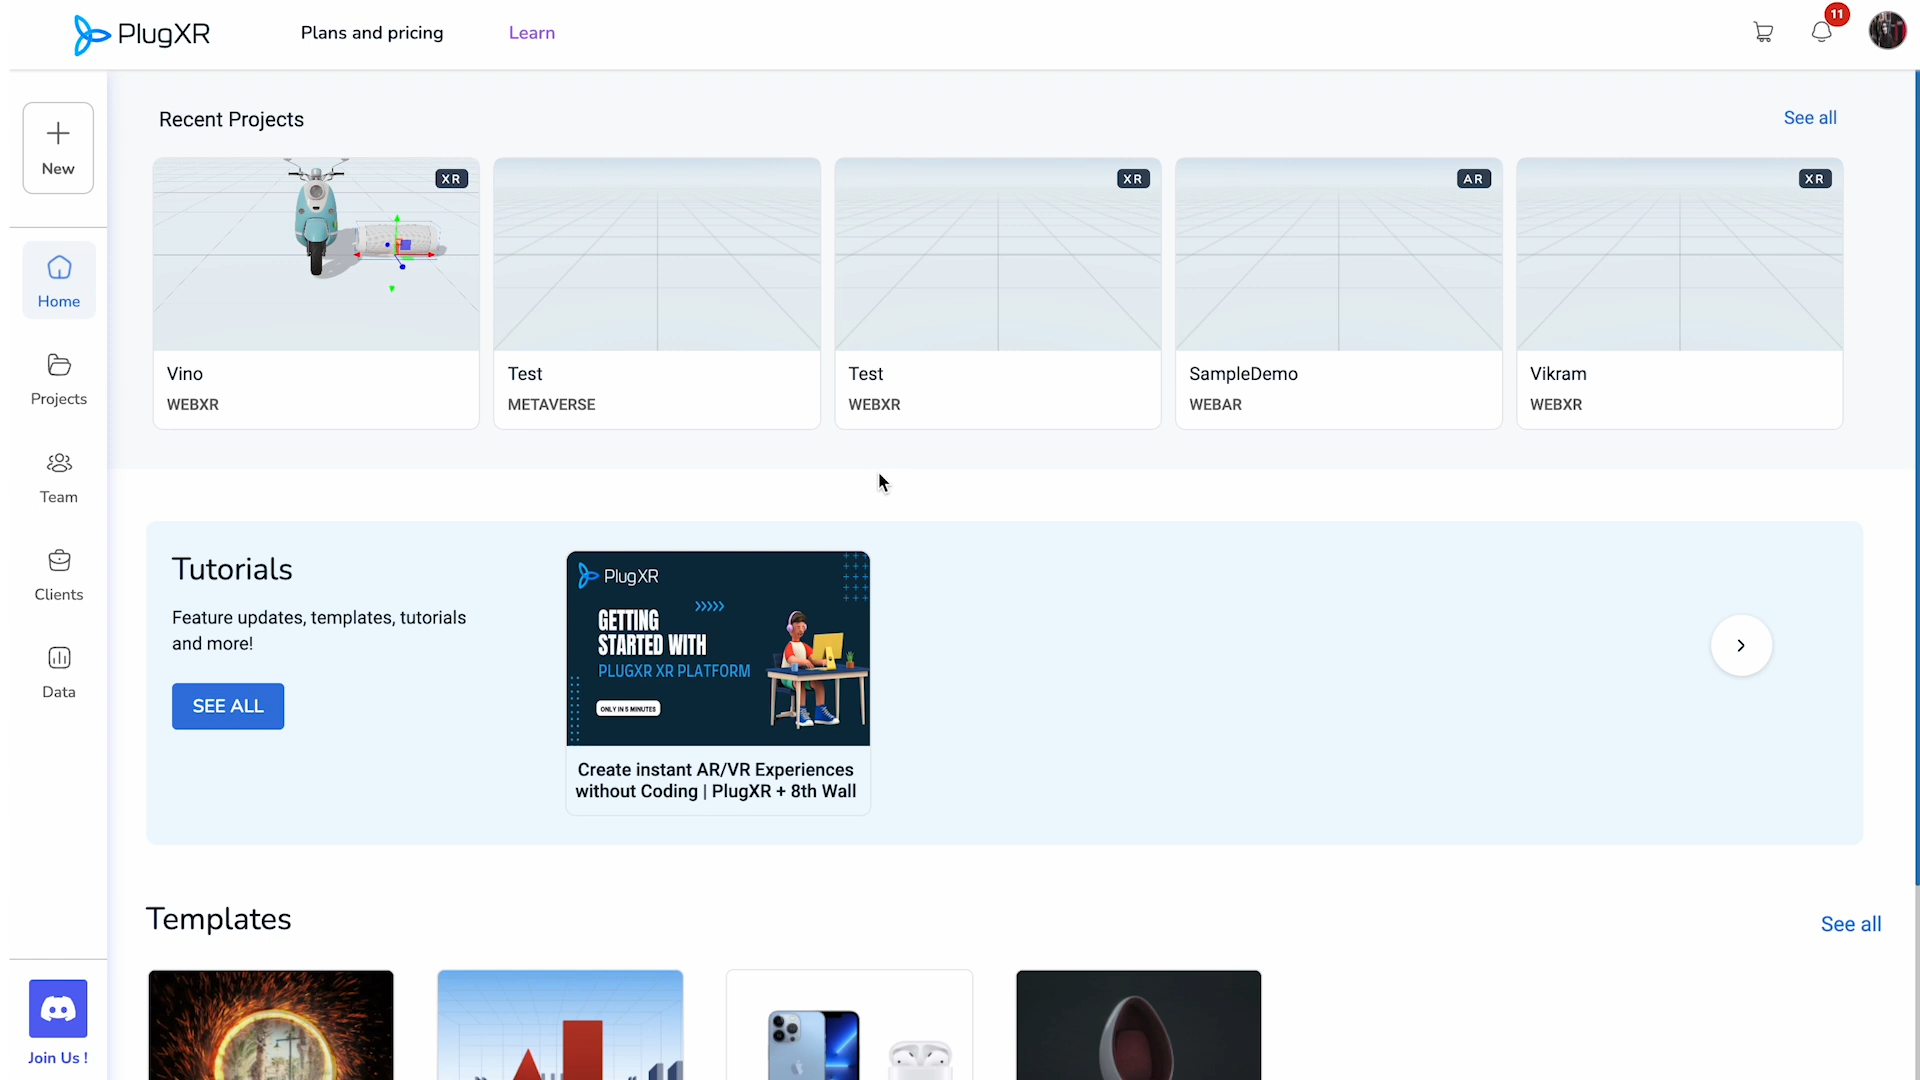 PlugXR
Plans and pricing
Learn
11
New
Home
Projects
Team
Clients
Data
Join Us !
Recent Projects
See all
XR
Vino
WEBXR
Test
METAVERSE
XR
Test
WEBXR
AR
SampleDemo
WEBAR
XR
Vikram
WEBXR
Tutorials
Feature updates, templates, tutorials
and more!
SEE ALL
PlugXR
GETTING
STARTED WITH
PLUGXR XR PLATFORM
ONLY IN 5 MINUTES
Create instant AR/VR Experiences
without Coding | PlugXR + 8th Wall
Templates
See all